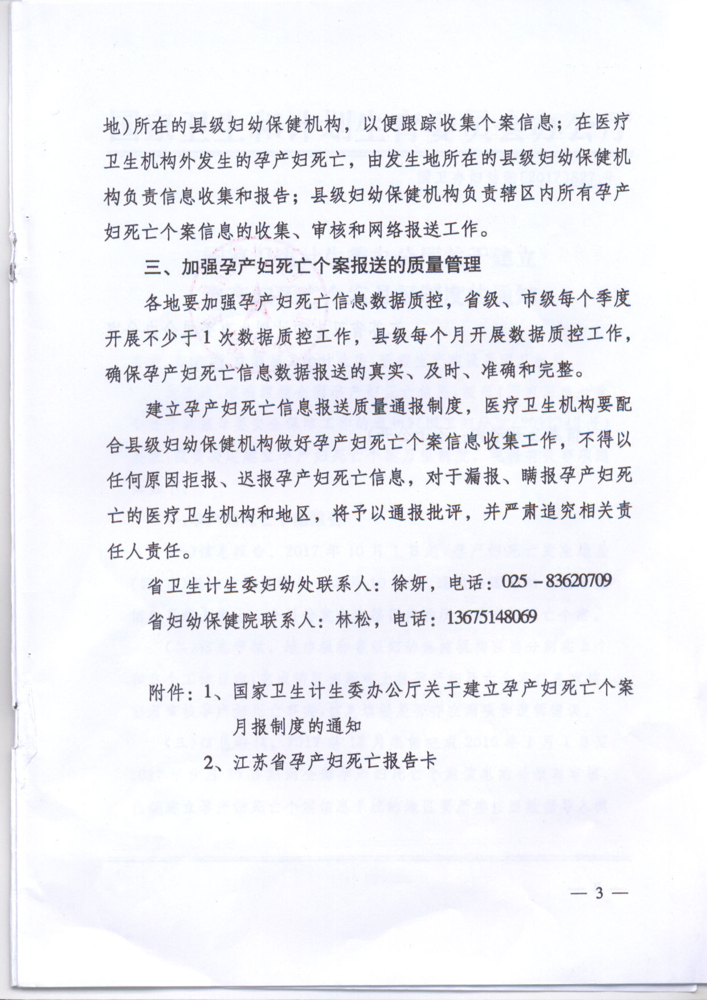 地)所在的县级妇幼保健机构，以便跟踪收集个案信息；在医疗
卫生机构外发生的孕产妇死亡，由发生地所在的县级妇幼保健机
构负责信息收集和报告；县级妇幼保健机构负责辖区内所有孕产
妇死亡个案信息的收集、审核和网络报送工作。
三、加强孕产妇死亡个案报送的质量管理
各地要加强孕产妇死亡信息数据质控，省级、市级每个季度
开展不少于1次数据质控工作，县级每个月开展数据质控工作，
确保孕产妇死亡信息数据报送的真实、及时、准确和完整。
建立孕产妇死亡信息报送质量通报制度，医疗卫生机构要配
合县级妇幼保健机构做好孕产妇死亡个案信息收集工作，不得以
任何原因拒报、迟报孕产妇死亡信息，对于漏报、瞒报孕产妇死
亡的医疗卫生机构和地区，将予以通报批评，并严肃追究相关责
任人责任。
省卫生计生委妇幼处联系人：徐妍，电话：025－83620709
省妇幼保健院联系人：林松，电话：13675148069
附件：1、国家卫生计生委办公厅关于建立孕产妇死亡个案
月报制度的通知
2、江苏省孕产妇死亡报告卡
— 3 —